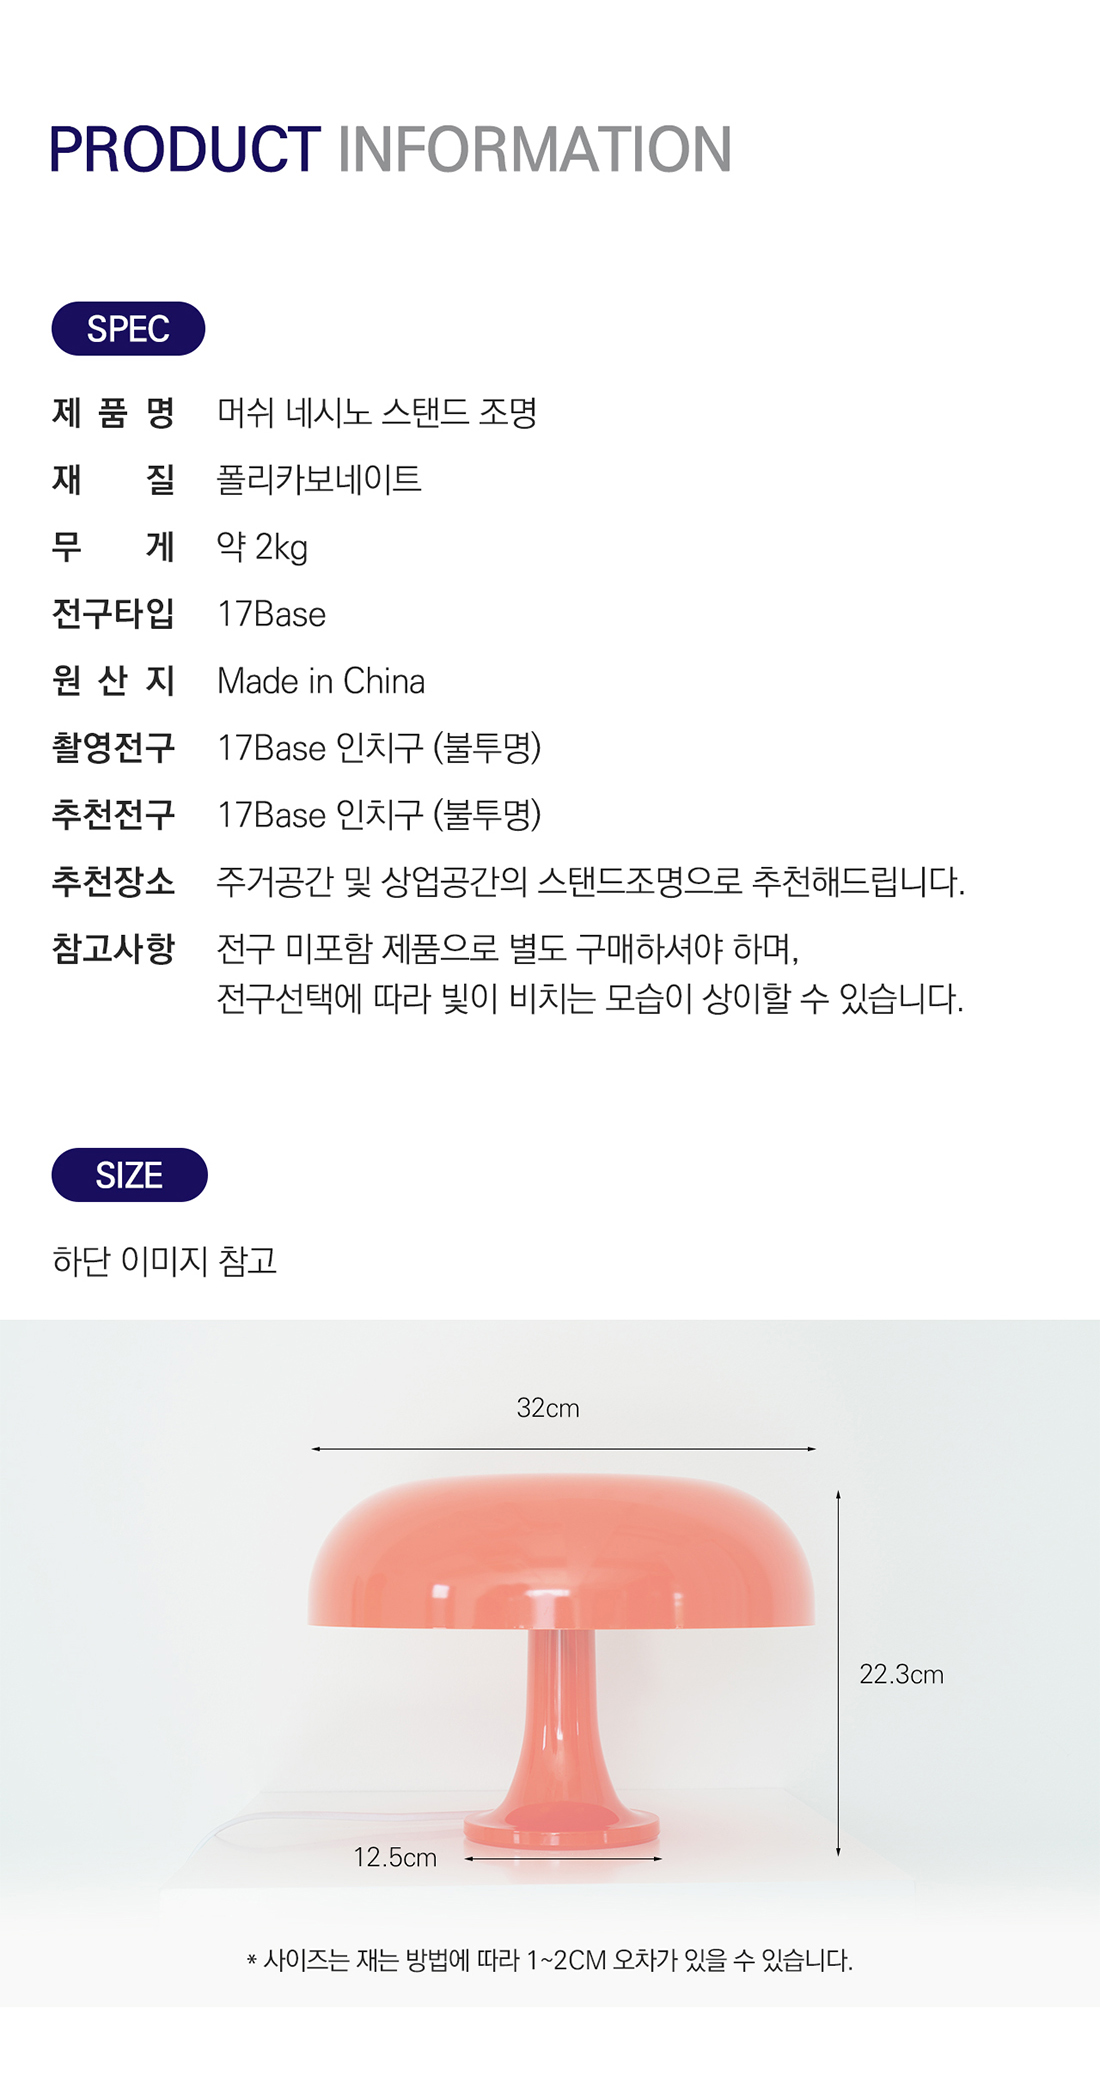 PRODUCT INFORMATION
SPEC
제 품 명 머쉬 네시노 스탠드 조명
재 질 폴리카보네이트
무 게 약 2kg
전구타입 17Base
원 산 지 Made in China
촬영전구 17Base 인치구 (불투명)
추천전구 17Base 인치구 (불투명)
추천장소 주거공간 및 상업공간의 스탠드조명으로 추천해드립니다.
참고사항 전구 미포함 제품으로 별도 구매하셔야 하며,
전구선택에 따라 빛이 비치는 모습이 상이할 수 있습니다.
SIZE
하단 이미지 참고
32cm
22.3cm
12.5cm
* 사이즈는 재는 방법에 따라 1~2CM 오차가 있을 수 있습니다.